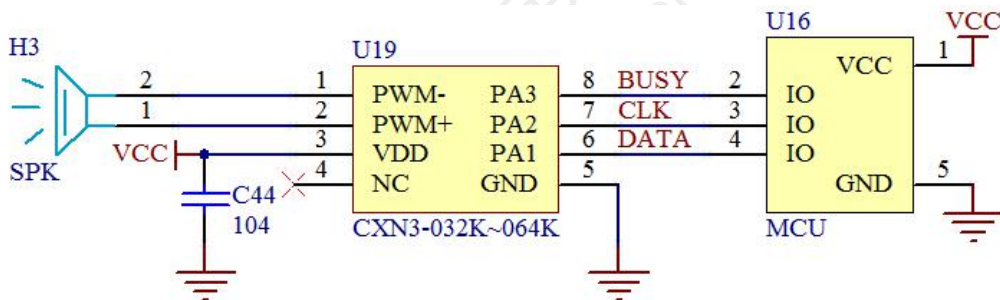 H3
SPK
2
1
VCC
C44
104
U19
1
2
3
4
PWM-
PWM+
VDD
NC
PA3
PA2
PA1
GND
8
7
6
5
CXN3-032K~064K
BUSY
CLK
DATA
2
3
4
U16
IO
IO
IO
VCC
GND
1
5
MCU
VCC